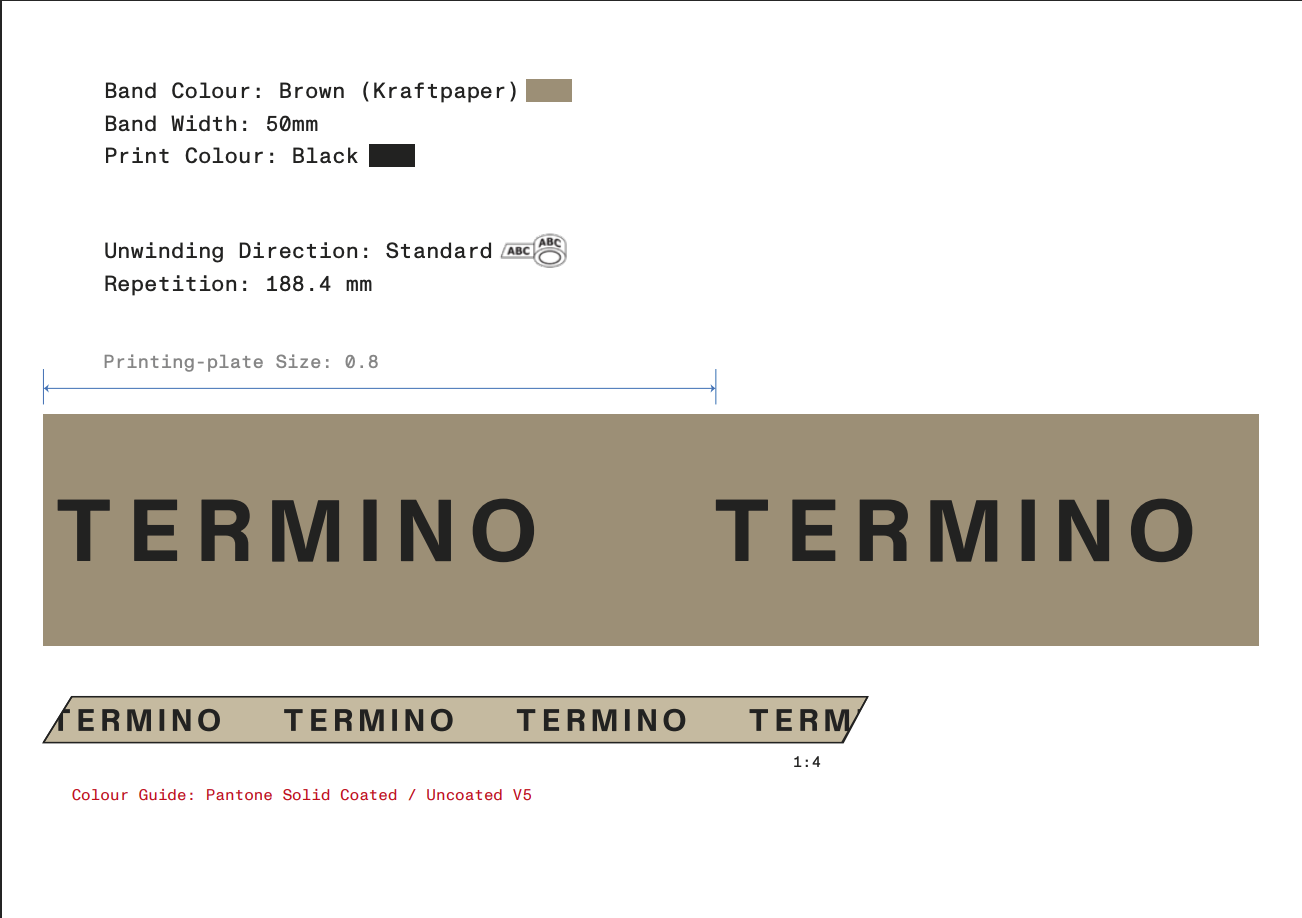 Band Colour: Brown (Kraftpaper)
Band Width: 50mm
Print Colour: Black
Unwinding Direction: Standard ABC ABC
Repetition: 188.4 mm
Printing-plate Size: 0.8
TERMINO TERMINO
TERMINO TERMINO TERMINO TERM
1:4
Colour Guide: Pantone Solid Coated / Uncoated V5